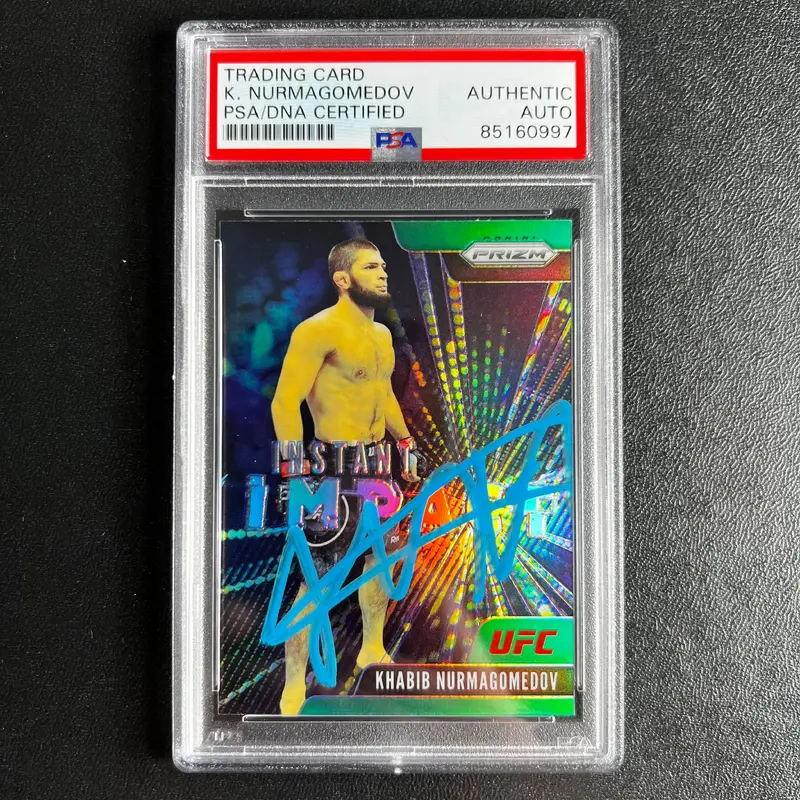 TRADING CARD
K. NURMAGOMEDOV
PSA/DNA CERTIFIED
AUTHENTIC
AUTO
85160997
PSA
PANINI
PRIZM
INSTANT
IMPACT!
UFC
KHABIB NURMAGOMEDOV